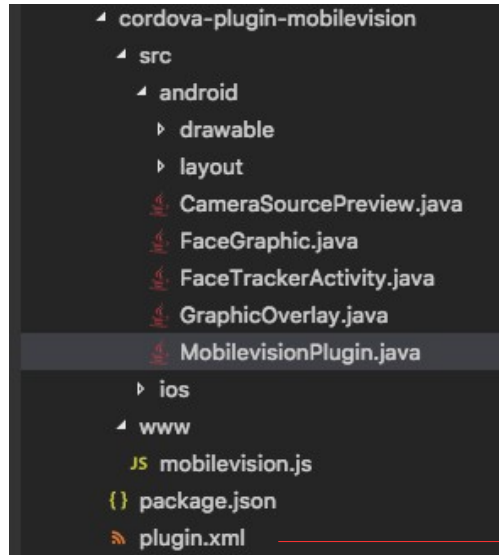 cordova-plugin-mobilevision
src
android
drawable
layout
CameraSourcePreview.java
FaceGraphic.java
FaceTrackerActivity.java
GraphicOverlay.java
MobilevisionPlugin.java
ios
www
JS mobilevision.js
{} package.json
plugin.xml